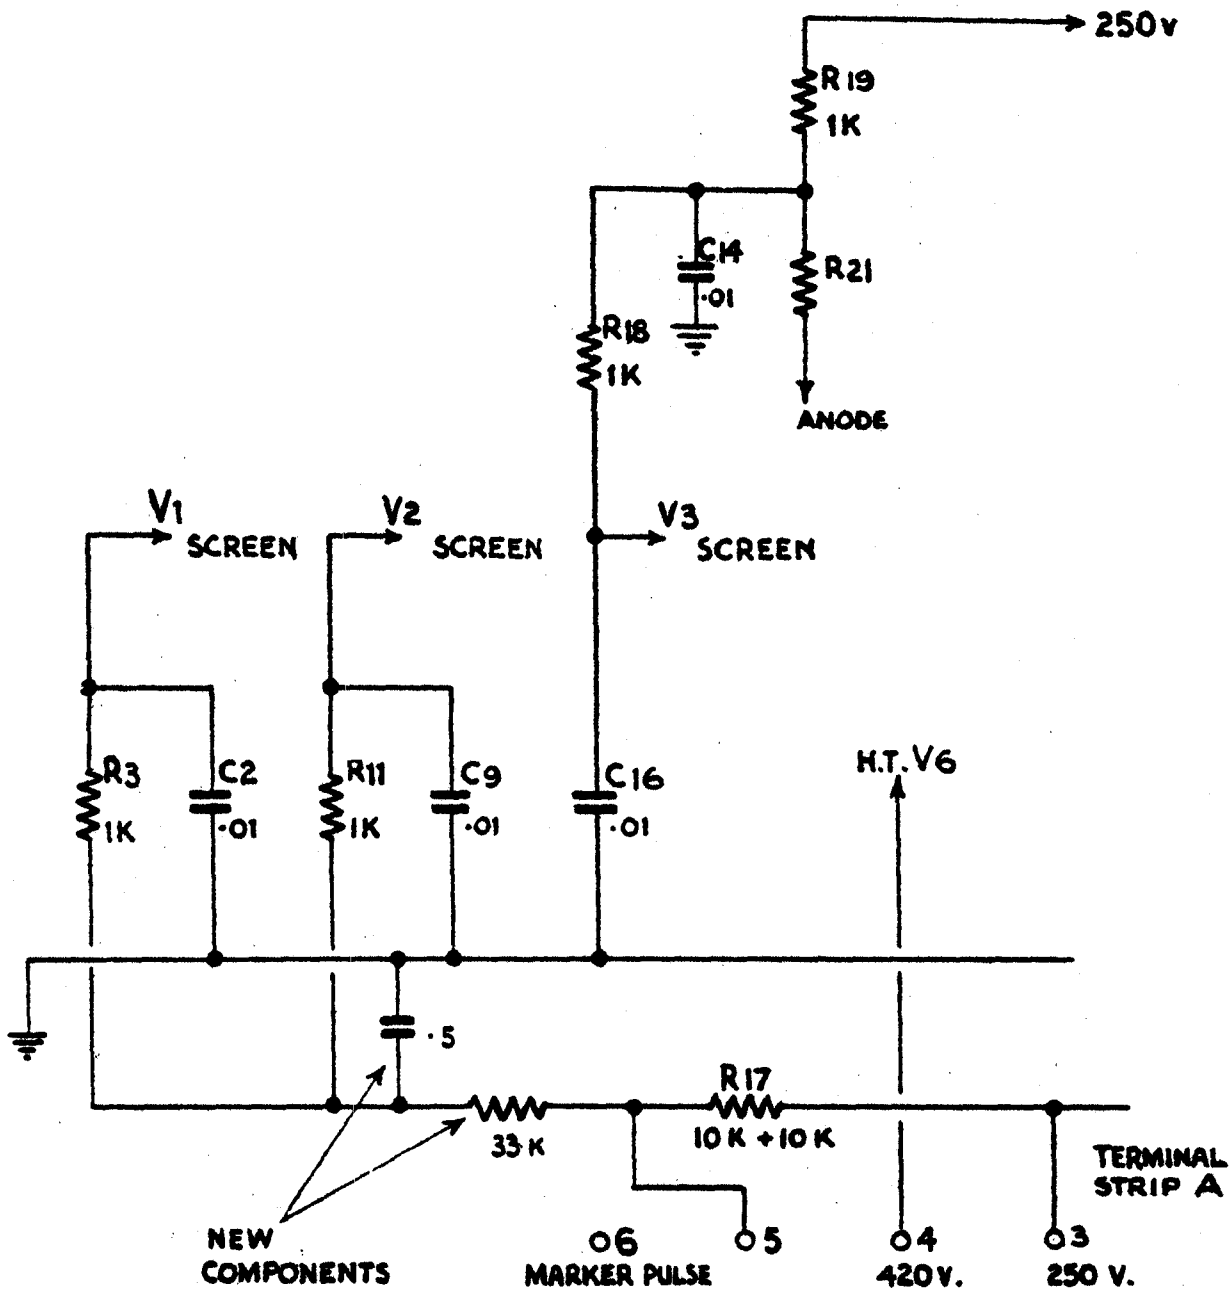 250v
R19
1K
C14
.01
R21
R18
1K
ANODE
V1
SCREEN
V2
SCREEN
V3
SCREEN
H.T. V6
R3
1K
C2
.01
R11
1K
C9
.01
C16
.01
.5
R17
33K
10K + 10K
TERMINAL
STRIP A
NEW
COMPONENTS
6
5
4
3
MARKER PULSE
420V.
250 V.